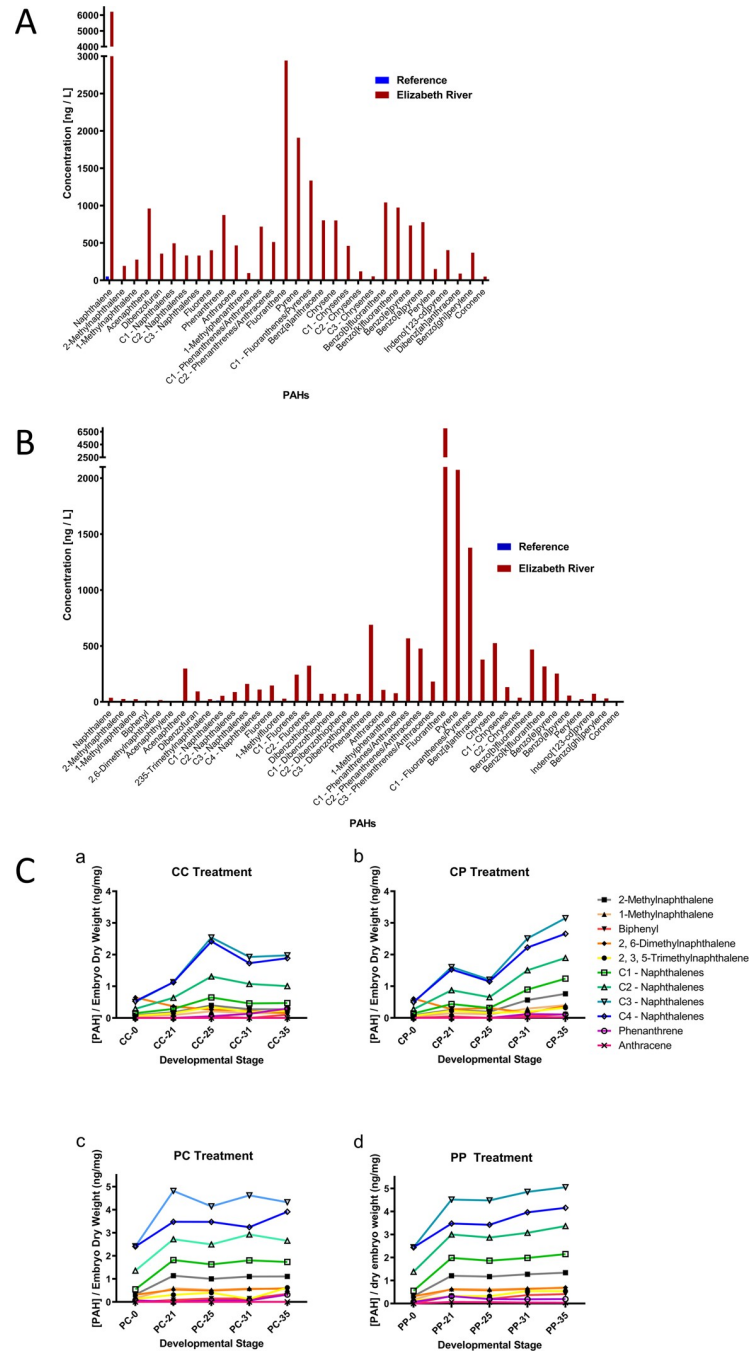 A
6000
5000
4000
3000
2000
1500
1000
500
0
Concentration [ng / L]
Reference
Elizabeth River
Naphthalene
2-Methylnaphthalene
1-Methylnaphthalene
Acenaphthene
Dibenzofuran
C1 - Naphthalenes
C2 - Naphthalenes
C3 - Naphthalenes
Fluorene
Phenanthrene
Anthracene
1-Methylphenanthrene
C1 - Phenanthrenes/Anthracenes
C2 - Phenanthrenes/Anthracenes
Fluoranthene
Pyrene
C1 - Fluoranthenes/Pyrenes
Benz[a]anthracene
Chrysene
C1 - Chrysenes
C2 - Chrysenes
C3 - Chrysenes
Benzo[b]fluoranthene
Benzo[k]fluoranthene
Benzo[e]pyrene
Benzo[a]pyrene
Perylene
Indeno[123-cd]pyrene
Dibenz[ah]anthracene
Benzo[ghi]perylene
Coronene
PAHs
B
6500
4500
2500
2000
1500
1000
500
0
Concentration [ng / L]
Reference
Elizabeth River
Naphthalene
2-Methylnaphthalene
1-Methylnaphthalene
Biphenyl
2,6-Dimethylnaphthalene
Acenaphthylene
Acenaphthene
Dibenzofuran
235-Trimethylnaphthalene
C1 - Naphthalenes
C2 - Naphthalenes
C3 - Naphthalenes
C4 - Naphthalenes
Fluorene
1-Methylfluorene
C1 - Fluorenes
C2 - Fluorenes
Dibenzothiophene
C1 - Dibenzothiophenes
C2 - Dibenzothiophenes
C3 - Dibenzothiophenes
Phenanthrene
Anthracene
1-Methylphenanthrene
C1 - Phenanthrenes/Anthracenes
C2 - Phenanthrenes/Anthracenes
C3 - Phenanthrenes/Anthracenes
Fluoranthene
Pyrene
C1 - Fluoranthenes/Pyrenes
Benz[a]anthracene
Chrysene
C1 - Chrysenes
C2 - Chrysenes
Benzo[b]fluoranthene
Benzo[k]fluoranthene
Benzo[e]pyrene
Benzo[a]pyrene
Perylene
Indeno[123-cd]pyrene
Benzo[ghi]perylene
Coronene
PAHs
C
a
CC Treatment
4
3
2
1
0
[PAH] / Embryo Dry Weight (ng/mg)
CC-0
CC-21
CC-25
CC-31
CC-35
Developmental Stage
b
CP Treatment
4
3
2
1
0
[PAH] / Embryo Dry Weight (ng/mg)
CP-0
CP-21
CP-25
CP-31
CP-35
Developmental Stage
2-Methylnaphthalene
1-Methylnaphthalene
Biphenyl
2, 6-Dimethylnaphthalene
2, 3, 5-Trimethylnaphthalene
C1 - Naphthalenes
C2 - Naphthalenes
C3 - Naphthalenes
C4 - Naphthalenes
Phenanthrene
Anthracene
c
PC Treatment
5
4
3
2
1
0
[PAH] / Embryo Dry Weight (ng/mg)
PC-0
PC-21
PC-25
PC-31
PC-35
Developmental Stage
d
PP Treatment
5
4
3
2
1
0
[PAH] / dry embryo weight (ng/mg)
PP-0
PP-21
PP-25
PP-31
PP-35
Developmental Stage